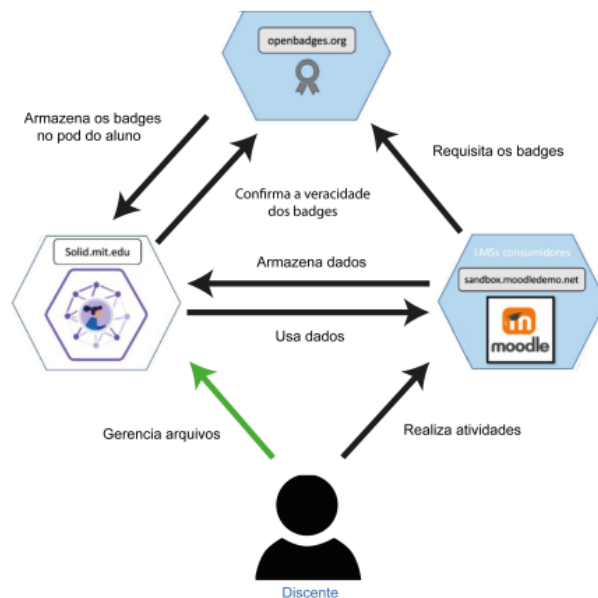 openbadges.org
Armazena os badges
no pod do aluno
Requisita os badges
Confirma a veracidade
dos badges
Solid.mit.edu
LMSs consumidores
Armazena dados
sandbox.moodledemo.net
moodle
Usa dados
Gerencia arquivos
Realiza atividades
Discente